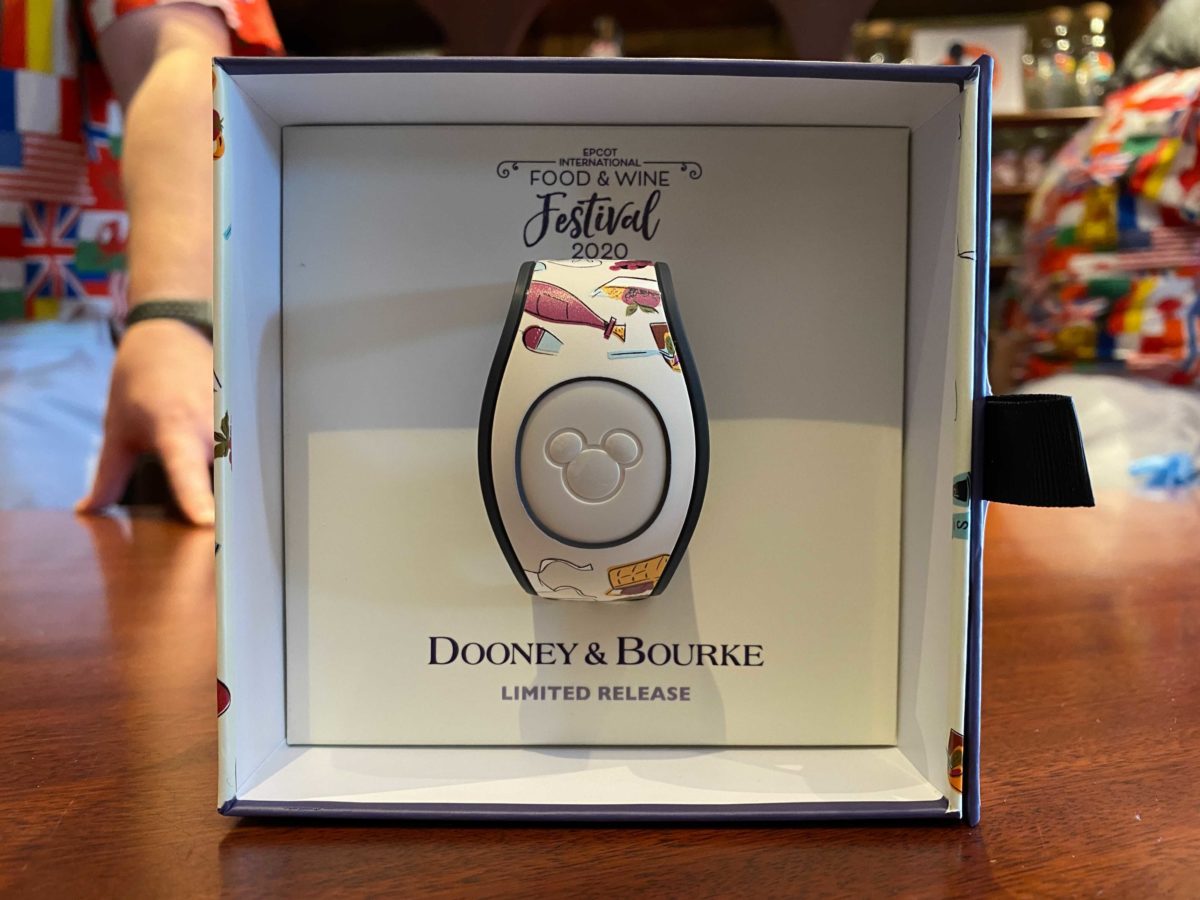 EPCOT
INTERNATIONAL
FOOD & WINE
Festival
2020
DOONEY & BOURKE
LIMITED RELEASE
S